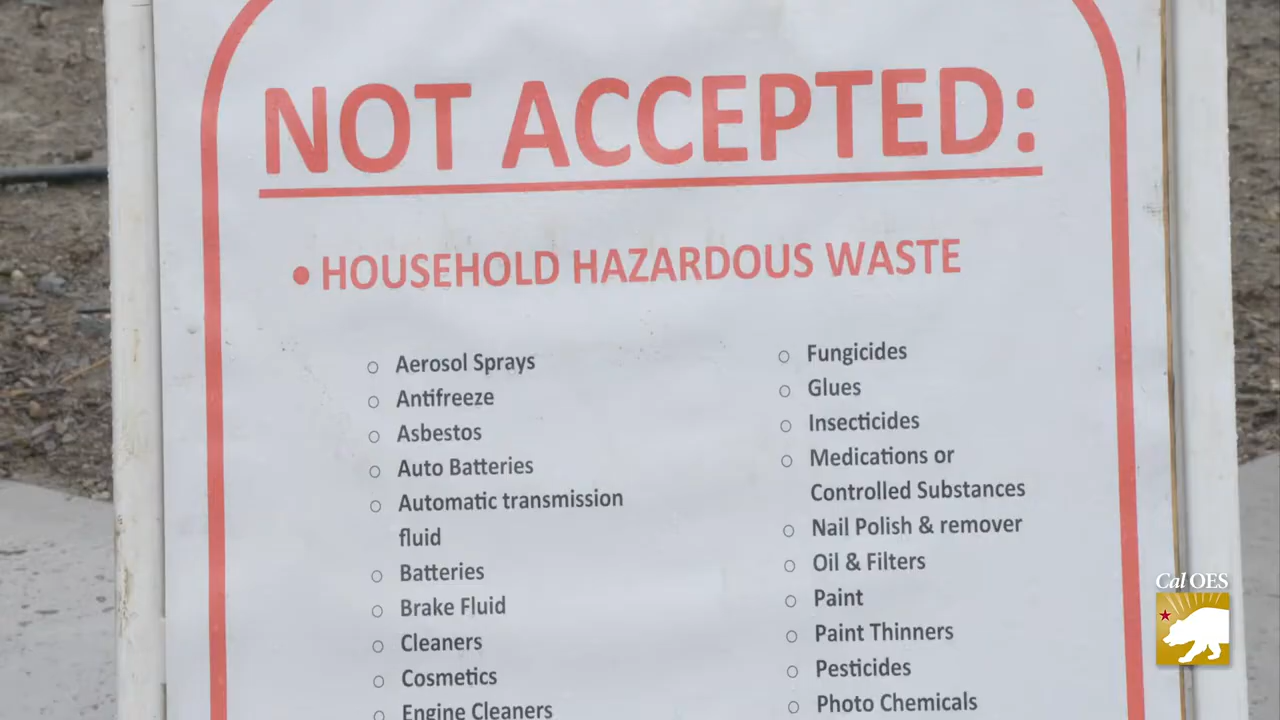 NOT ACCEPTED:
• HOUSEHOLD HAZARDOUS WASTE
○ Aerosol Sprays
○ Antifreeze
○ Asbestos
○ Auto Batteries
○ Automatic transmission
fluid
○ Batteries
○ Brake Fluid
○ Cleaners
○ Cosmetics
○ Engine Cleaners
○ Fungicides
○ Glues
○ Insecticides
○ Medications or
Controlled Substances
○ Nail Polish & remover
○ Oil & Filters
○ Paint
○ Paint Thinners
○ Pesticides
○ Photo Chemicals
Cal OES